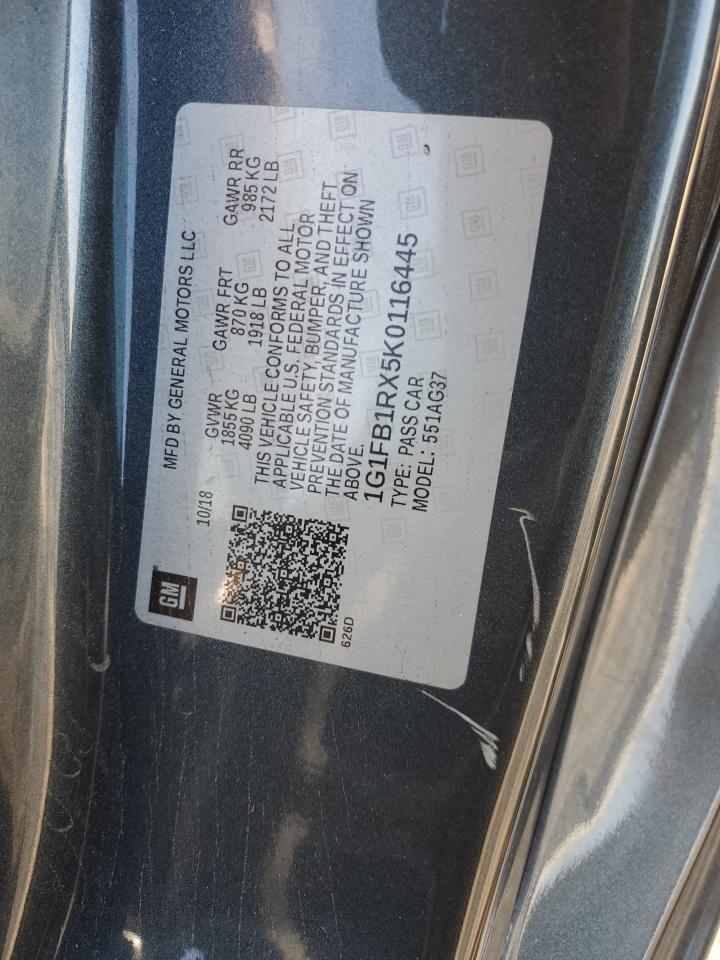 GM
MFD BY GENERAL MOTORS LLC
10/18
GVWR GAWR FRT GAWR RR
1855 KG 870 KG 985 KG
4090 LB 1918 LB 2172 LB
THIS VEHICLE CONFORMS TO ALL
APPLICABLE U.S. FEDERAL MOTOR
VEHICLE SAFETY, BUMPER, AND THEFT
PREVENTION STANDARDS IN EFFECT ON
THE DATE OF MANUFACTURE SHOWN
ABOVE.
1G1FB1RX5K0116445
TYPE: PASS CAR
MODEL: 551AG37
626D